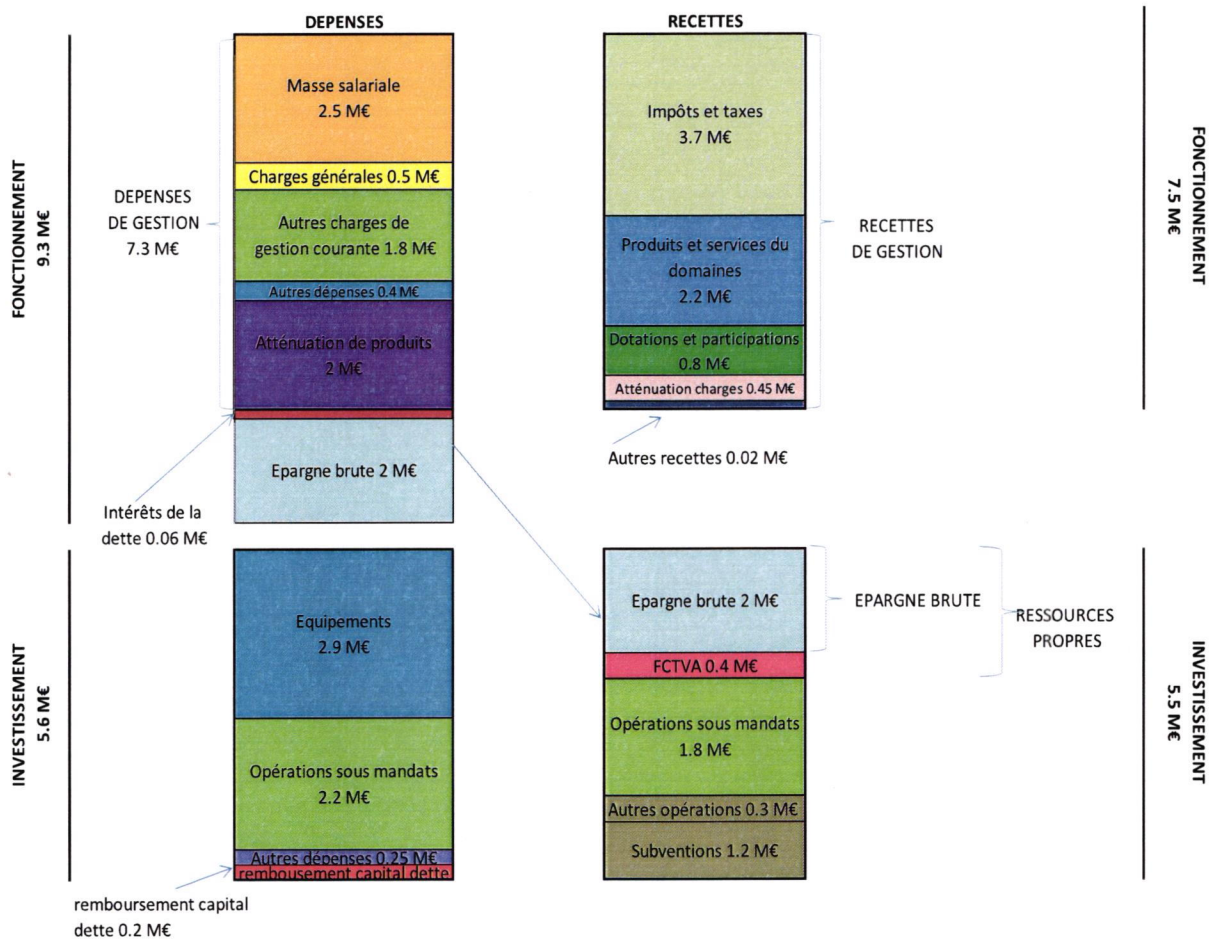 DEPENSES
RECETTES
FONCTIONNEMENT
9.3 M€
DEPENSES
DE GESTION
7.3 M€
Masse salariale
2.5 M€
Charges générales 0.5 M€
Autres charges de
gestion courante 1.8 M€
Autres dépenses 0.4 M€
Atténuation de produits
2 M€
Epargne brute 2 M€
Intérêts de la
dette 0.06 M€
Impôts et taxes
3.7 M€
Produits et services du
domaines
2.2 M€
Dotations et participations
0.8 M€
Atténuation charges 0.45 M€
Autres recettes 0.02 M€
RECETTES
DE GESTION
FONCTIONNEMENT
7.5 M€
INVESTISSEMENT
5.6 M€
Equipements
2.9 M€
Opérations sous mandats
2.2 M€
Autres dépenses 0.25 M€
remboursement capital dette
remboursement capital
dette 0.2 M€
Epargne brute 2 M€
FCTVA 0.4 M€
Opérations sous mandats
1.8 M€
Autres opérations 0.3 M€
Subventions 1.2 M€
EPARGNE BRUTE
RESSOURCES
PROPRES
INVESTISSEMENT
5.5 M€